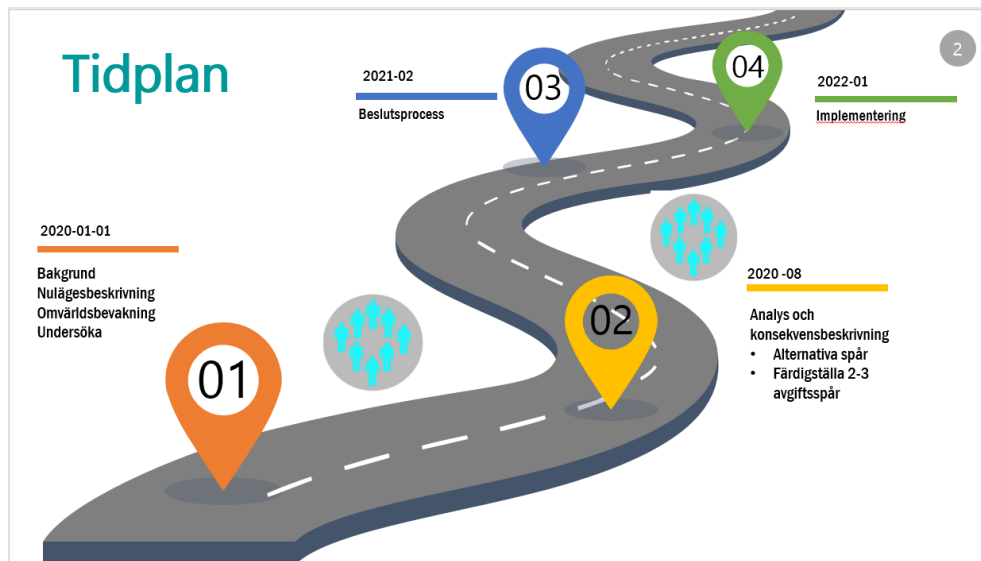 Tidplan
2
2020-01-01
Bakgrund
Nulägesbeskrivning
Omvärldsbevakning
Undersöka
01
2020 -08
Analys och
konsekvensbeskrivning
• Alternativa spår
• Färdigställa 2-3
avgiftsspår
02
2021-02
Beslutsprocess
03
2022-01
Implementering
04